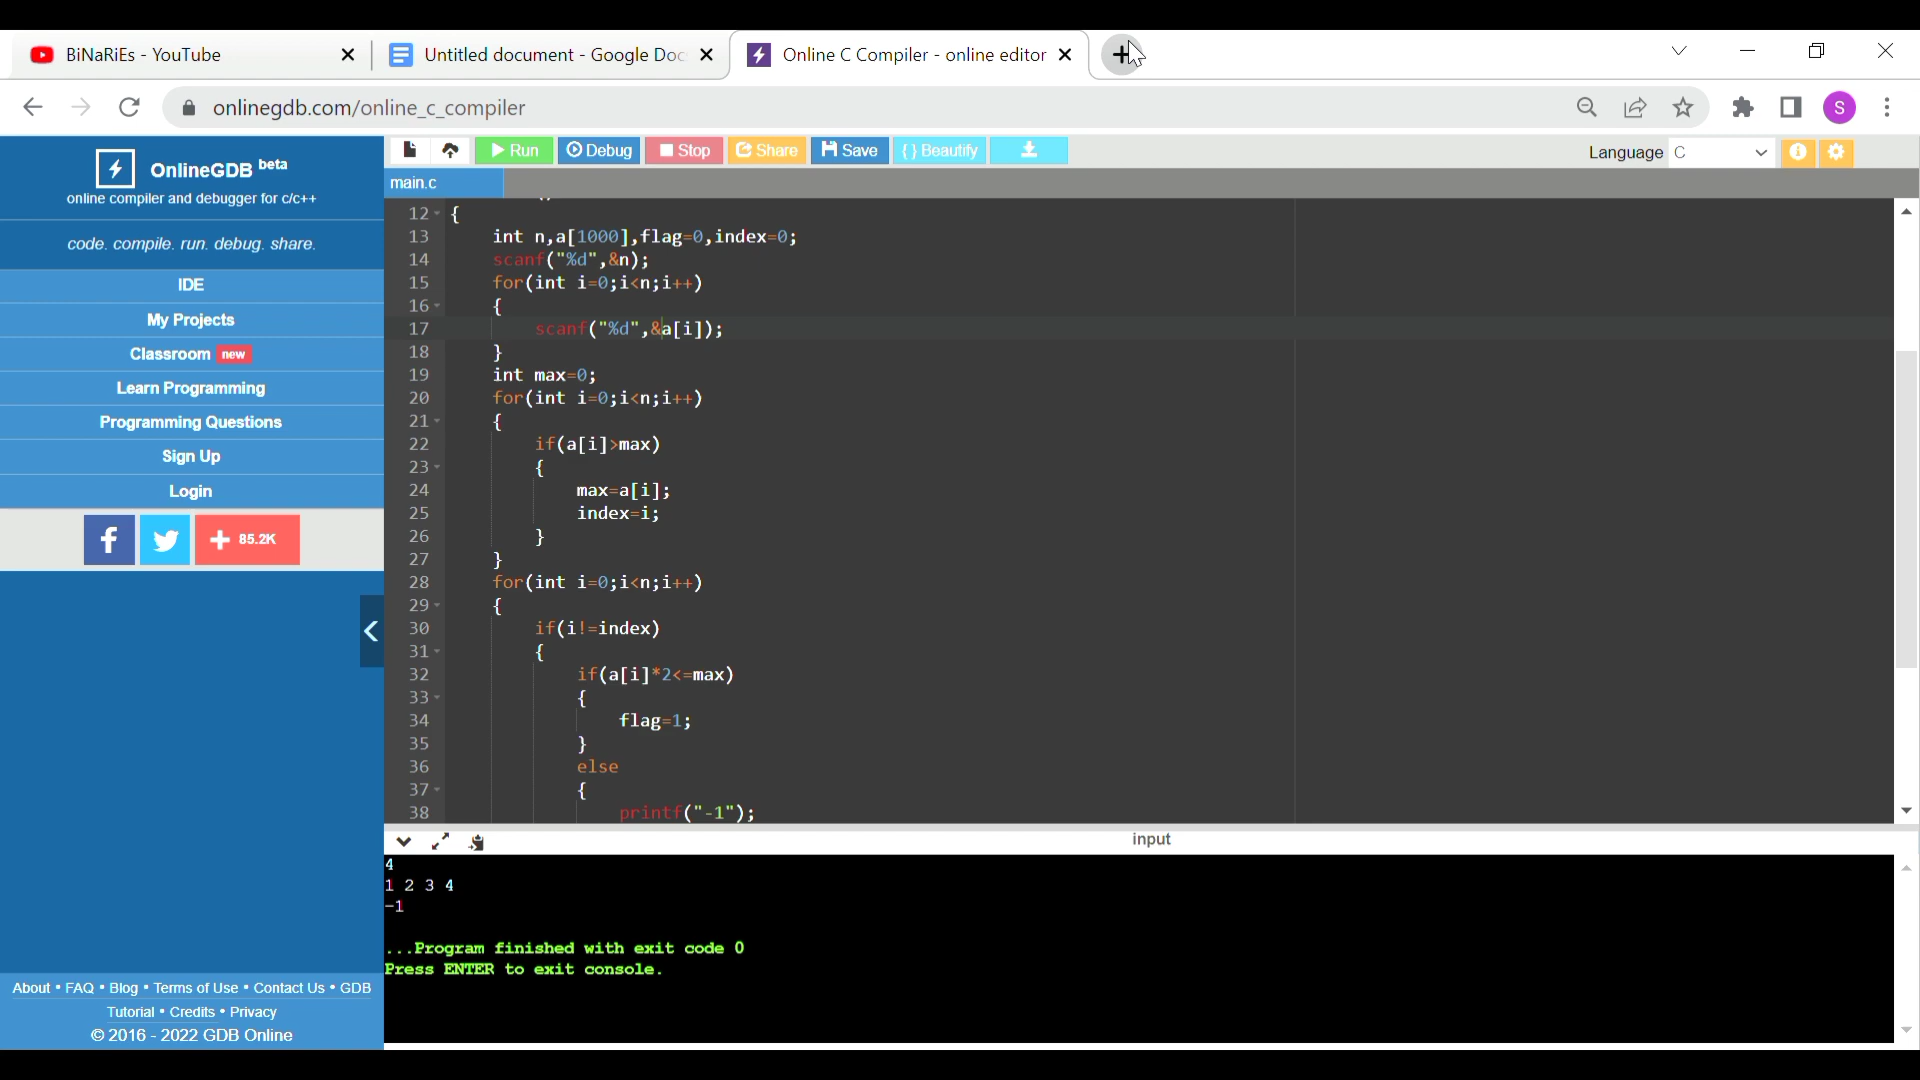 BiNaRiEs - YouTube
Untitled document - Google Doc
Online C Compiler - online editor
onlinegdb.com/online_c_compiler
S
OnlineGDB beta
online compiler and debugger for c/c++
code. compile. run. debug. share.
IDE
My Projects
Classroom new
Learn Programming
Programming Questions
Sign Up
Login
f
+ 85.2K
About • FAQ • Blog • Terms of Use • Contact Us • GDB
Tutorial • Credits • Privacy
© 2016 - 2022 GDB Online
Run Debug Stop Share Save { } Beautify
Language C
main.c
12 {
13 int n,a[1000],flag=0,index=0;
14 scanf("%d",&n);
15 for(int i=0;i<n;i++)
16 {
17 scanf("%d",&a[i]);
18 }
19 int max=0;
20 for(int i=0;i<n;i++)
21 {
22 if(a[i]>max)
23 {
24 max=a[i];
25 index=i;
26 }
27 }
28 for(int i=0;i<n;i++)
29 {
30 if(i!=index)
31 {
32 if(a[i]*2<=max)
33 {
34 flag=1;
35 }
36 else
37 {
38 printf("-1");
input
4
1 2 3 4
-1
...Program finished with exit code 0
Press ENTER to exit console.